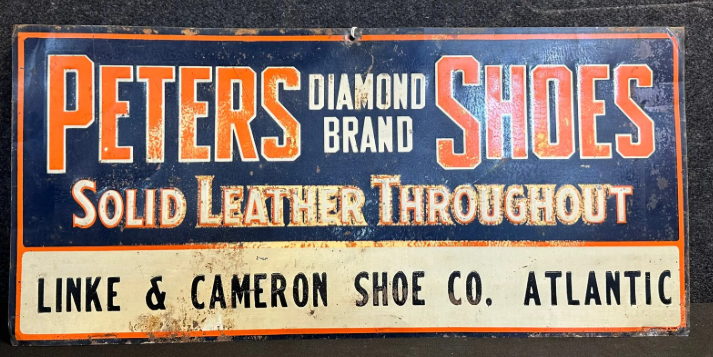 PETERS DIAMOND BRAND SHOES
SOLID LEATHER THROUGHOUT
LINKE & CAMERON SHOE CO. ATLANTIC